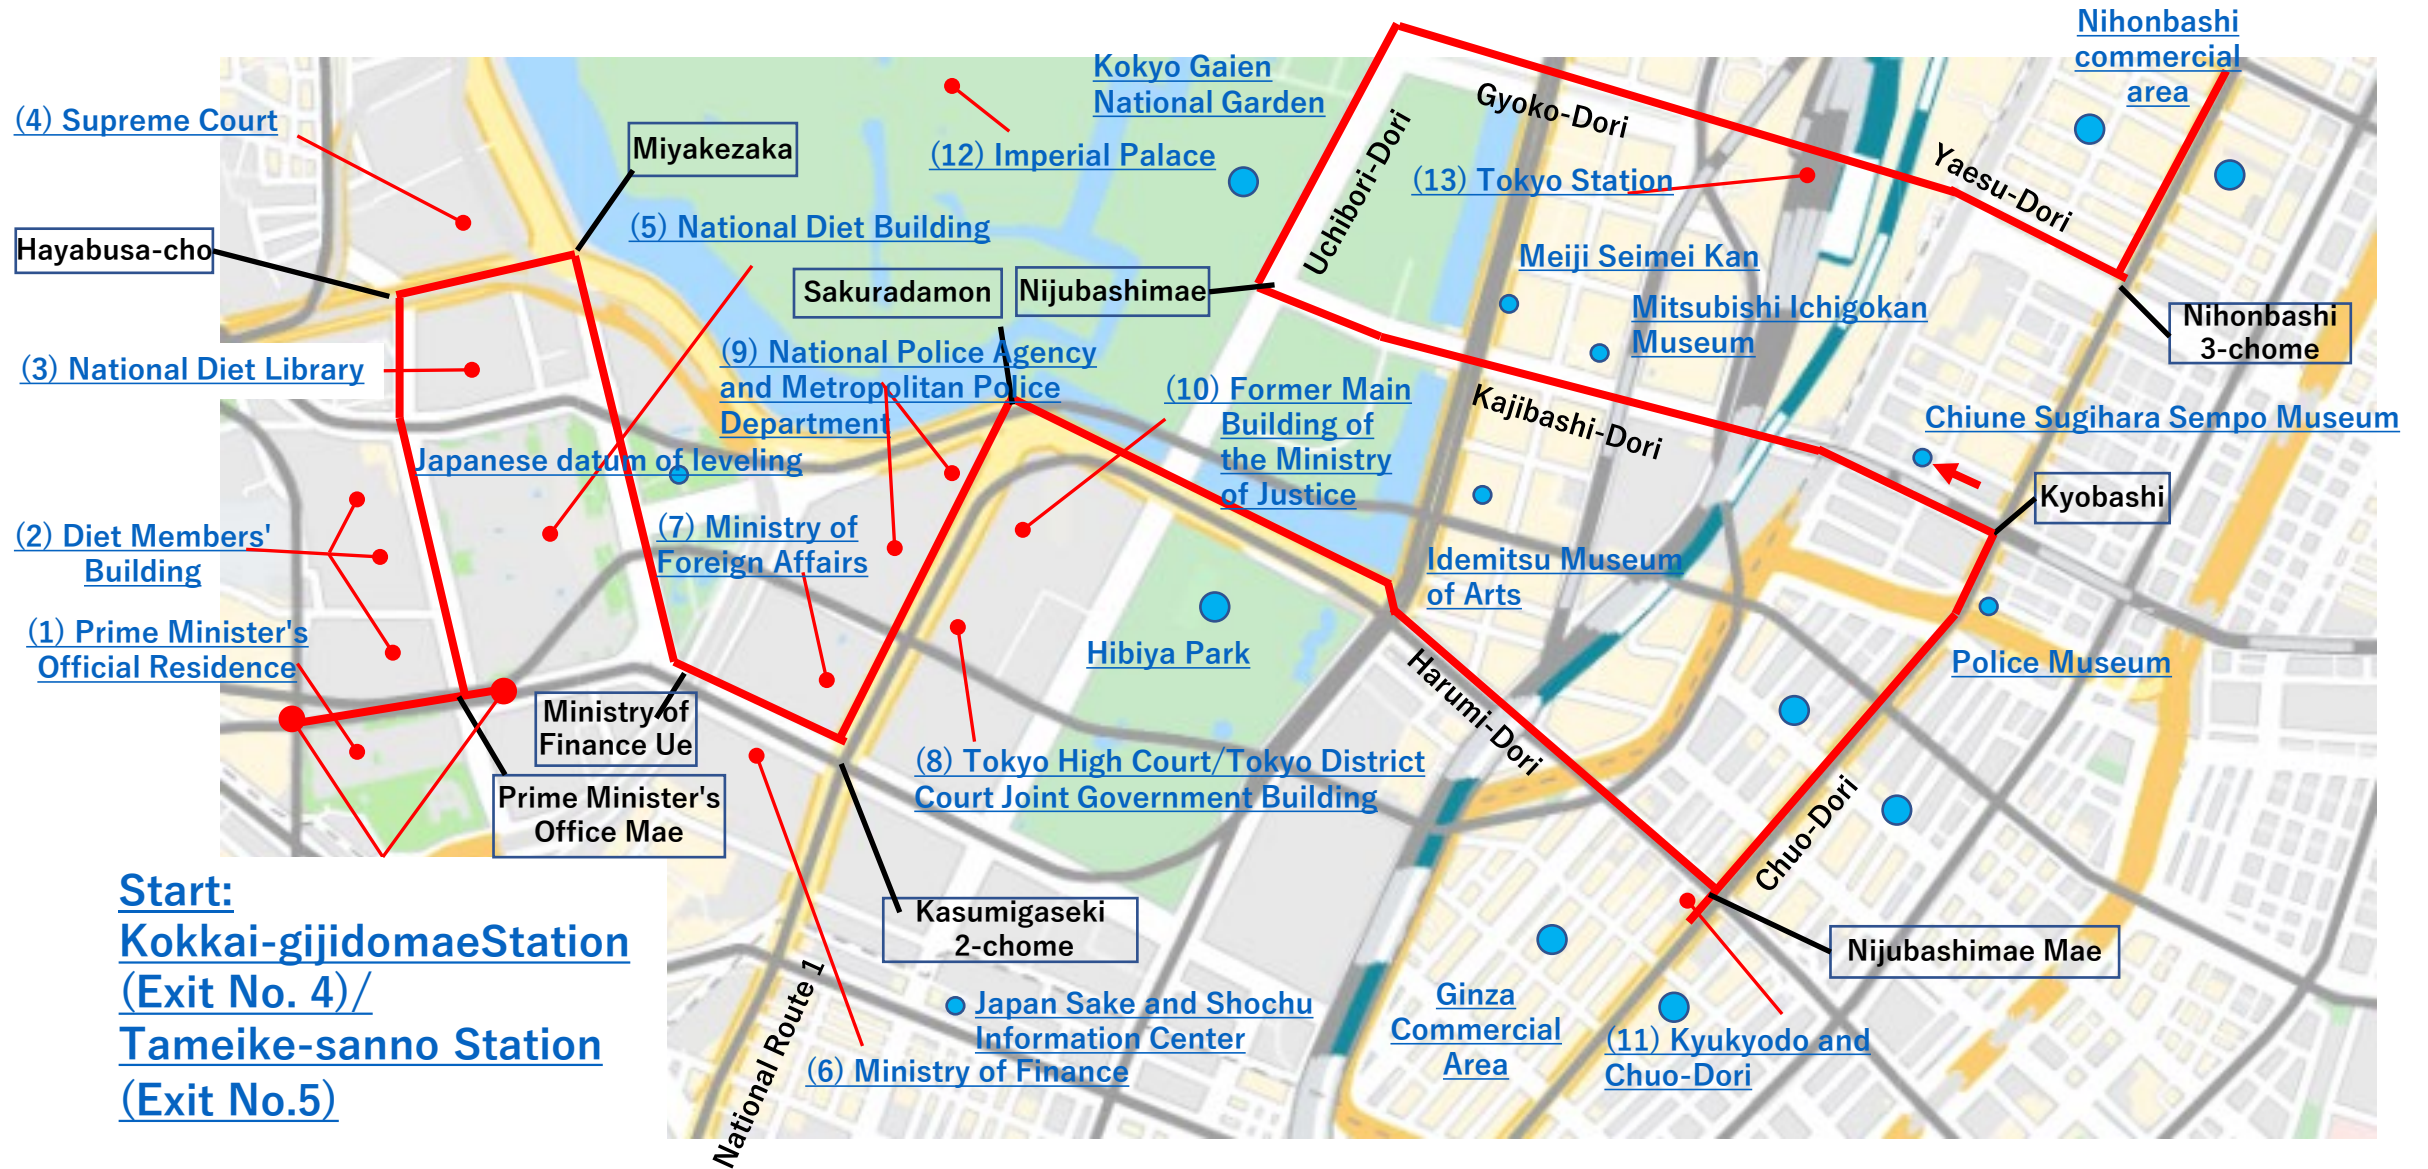 Nihonbashi
commercial
area
Kokyo Gaien
National Garden
Gyoko-Dori
(4) Supreme Court
Miyakezaka
(12) Imperial Palace
Uchibori-Dori
(13) Tokyo Station
Yaesu-Dori
Hayabusa-cho
(5) National Diet Building
Sakuradamon
Nijubashimae
Meiji Seimei Kan
Mitsubishi Ichigokan
Museum
Nihonbashi
3-chome
(3) National Diet Library
(9) National Police Agency
and Metropolitan Police
Department
(10) Former Main
Building of
the Ministry
of Justice
Kajibashi-Dori
Chiune Sugihara Sempo Museum
Japanese datum of leveling
Kyobashi
(2) Diet Members'
Building
(7) Ministry of
Foreign Affairs
Idemitsu Museum
of Arts
(1) Prime Minister's
Official Residence
Hibiya Park
Harumi-Dori
Police Museum
Ministry of
Finance Ue
Prime Minister's
Office Mae
(8) Tokyo High Court/Tokyo District
Court Joint Government Building
Chuo-Dori
Start:
Kokkai-gijidomaeStation
(Exit No. 4)/
Tameike-sanno Station
(Exit No.5)
Kasumigaseki
2-chome
Nijubashimae Mae
National Route 1
Japan Sake and Shochu
Information Center
(6) Ministry of Finance
Ginza
Commercial
Area
(11) Kyukyodo and
Chuo-Dori